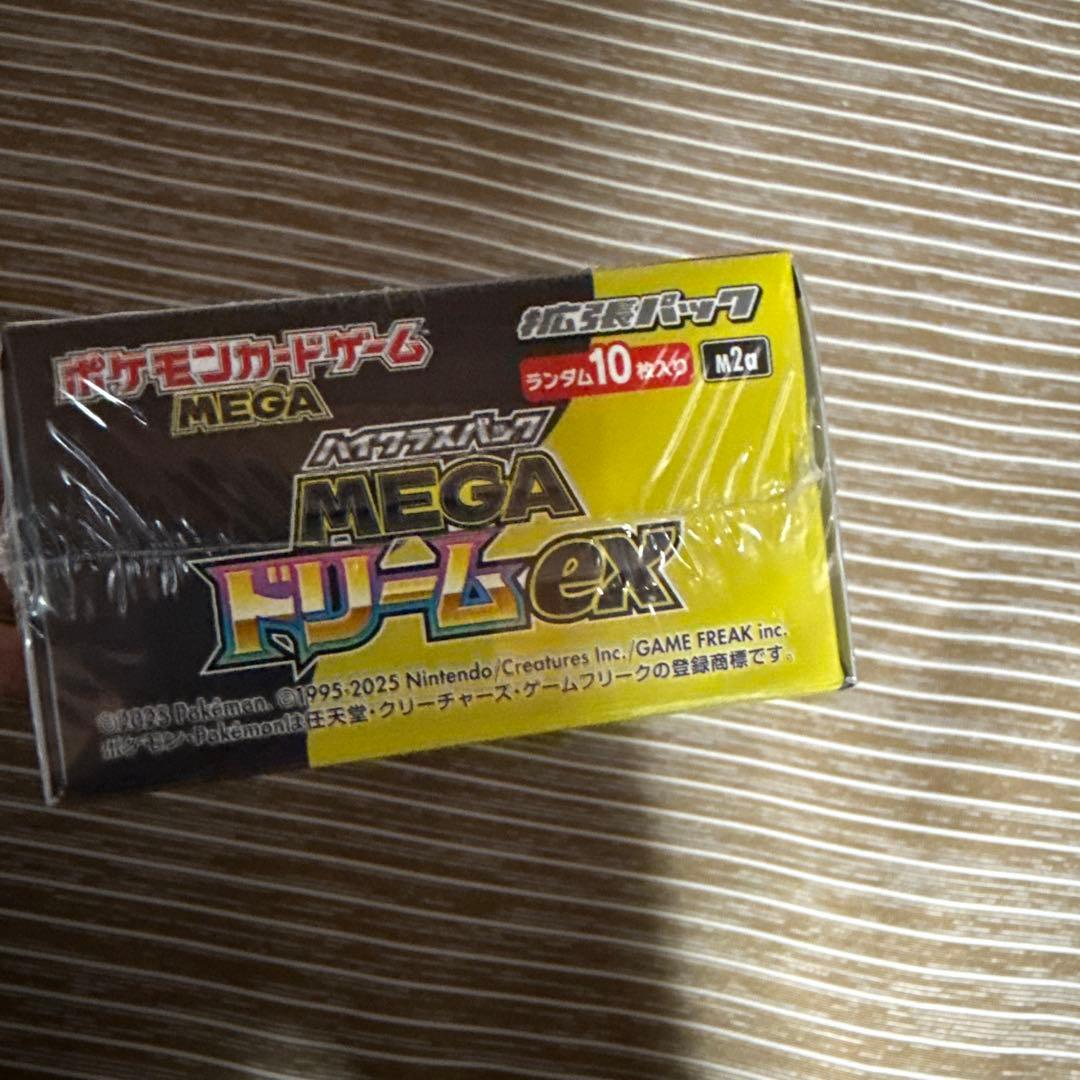 ポケモンカードゲーム
MEGA
拡張パック
ランダム10枚入り
M2a
ハイクラスパック
MEGA
ドリームex
©2025 Pokémon. ©1995-2025 Nintendo/Creatures Inc./GAME FREAK inc.
ポケモン・Pokémonは任天堂・クリーチャーズ・ゲームフリークの登録商標です。